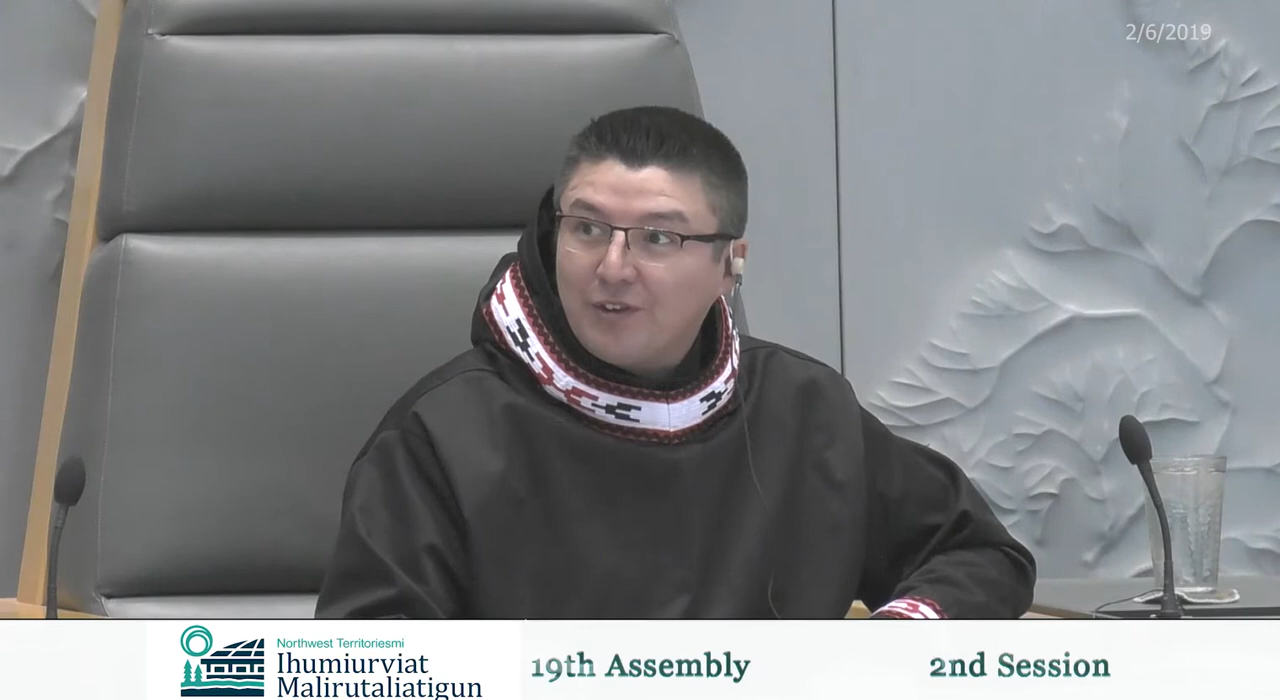 2/6/2019
Northwest Territoriesmi
Ihumiurviat
Malirutaliatigun
19th Assembly
2nd Session